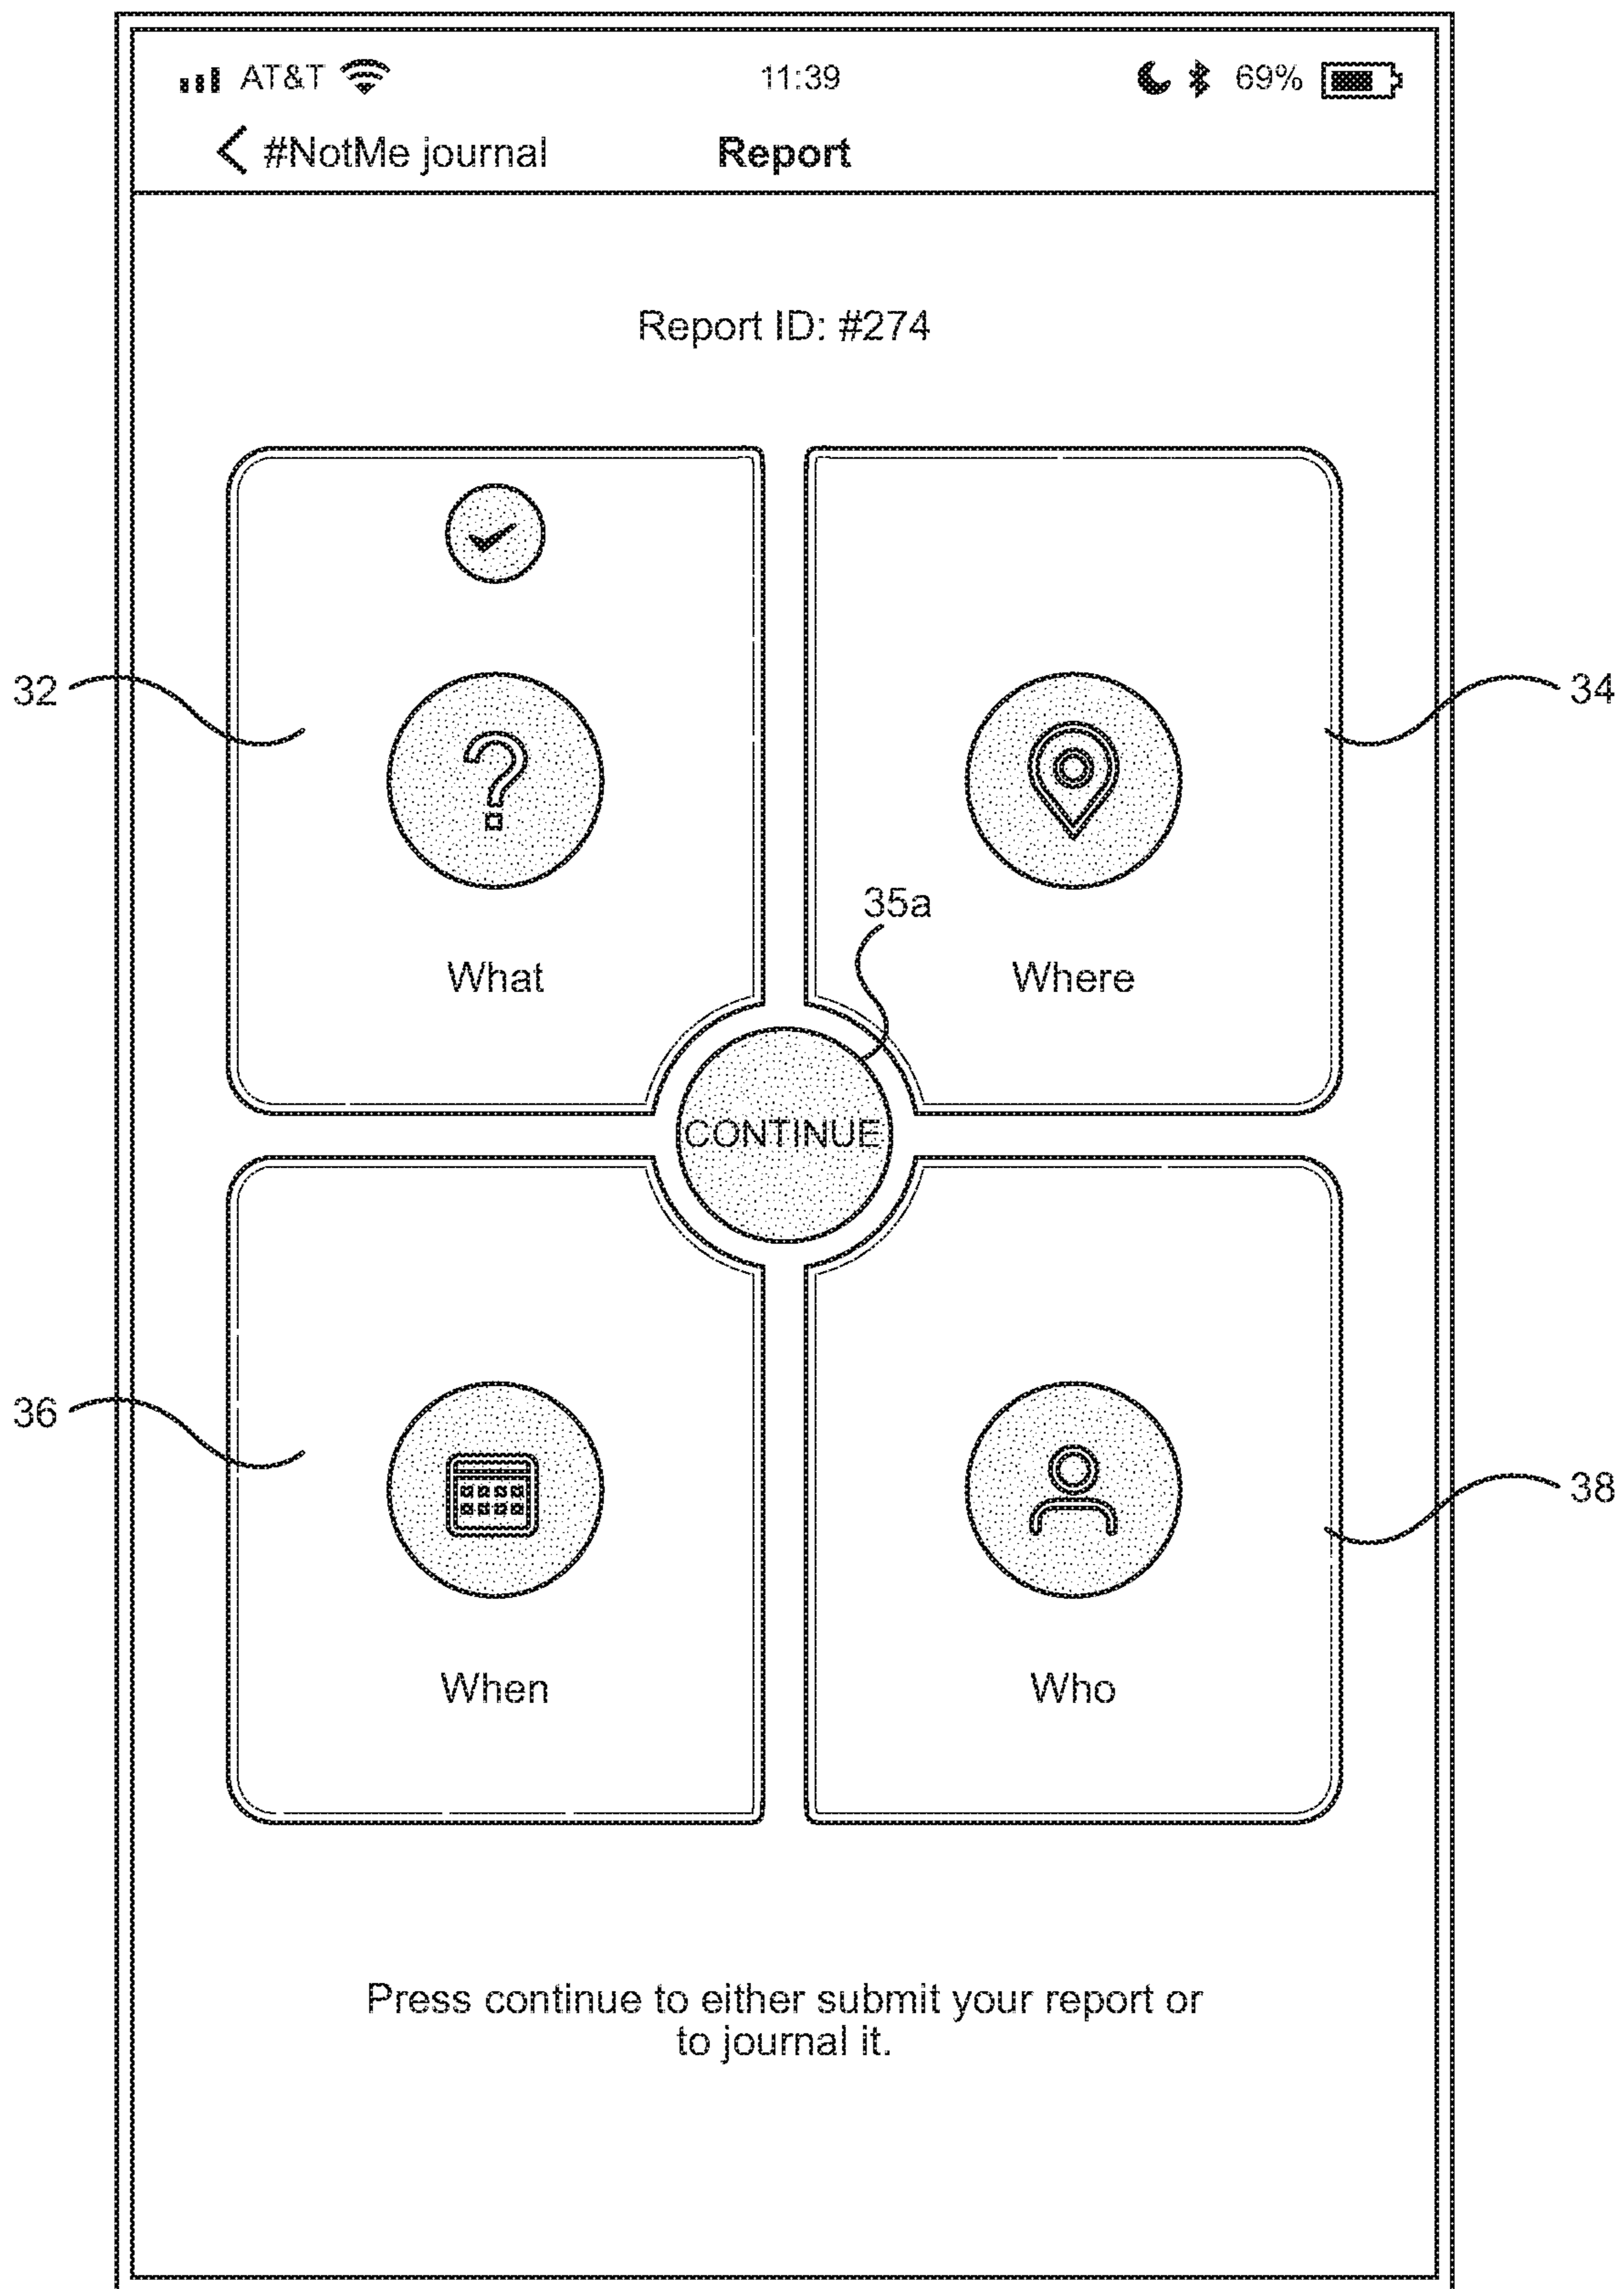 AT&T 11:39 69%
#NotMe journal Report
Report ID: #274
32
34
35a
What
Where
CONTINUE
36
38
When
Who
Press continue to either submit your report or
to journal it.